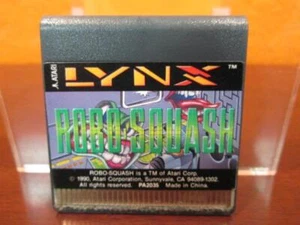 ATARI
LYNX™
ROBO-SQUASH
ROBO-SQUASH is a TM of Atari Corp.
© 1990, Atari Corporation, Sunnyvale, CA 94089-1302.
All rights reserved. PA2035 Made in China.